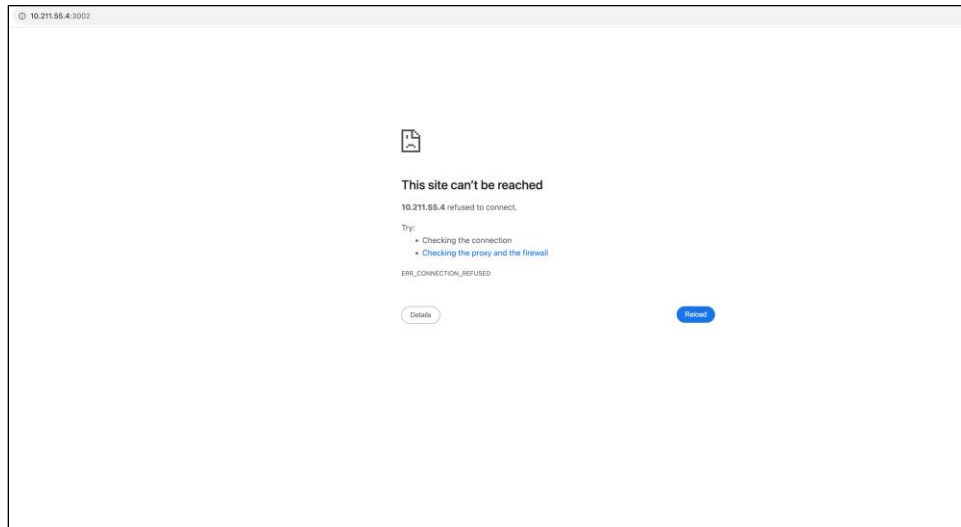 10.211.55.4:3002
This site can't be reached
10.211.55.4 refused to connect.
Try:
• Checking the connection
• Checking the proxy and the firewall
ERR_CONNECTION_REFUSED
Details
Reload